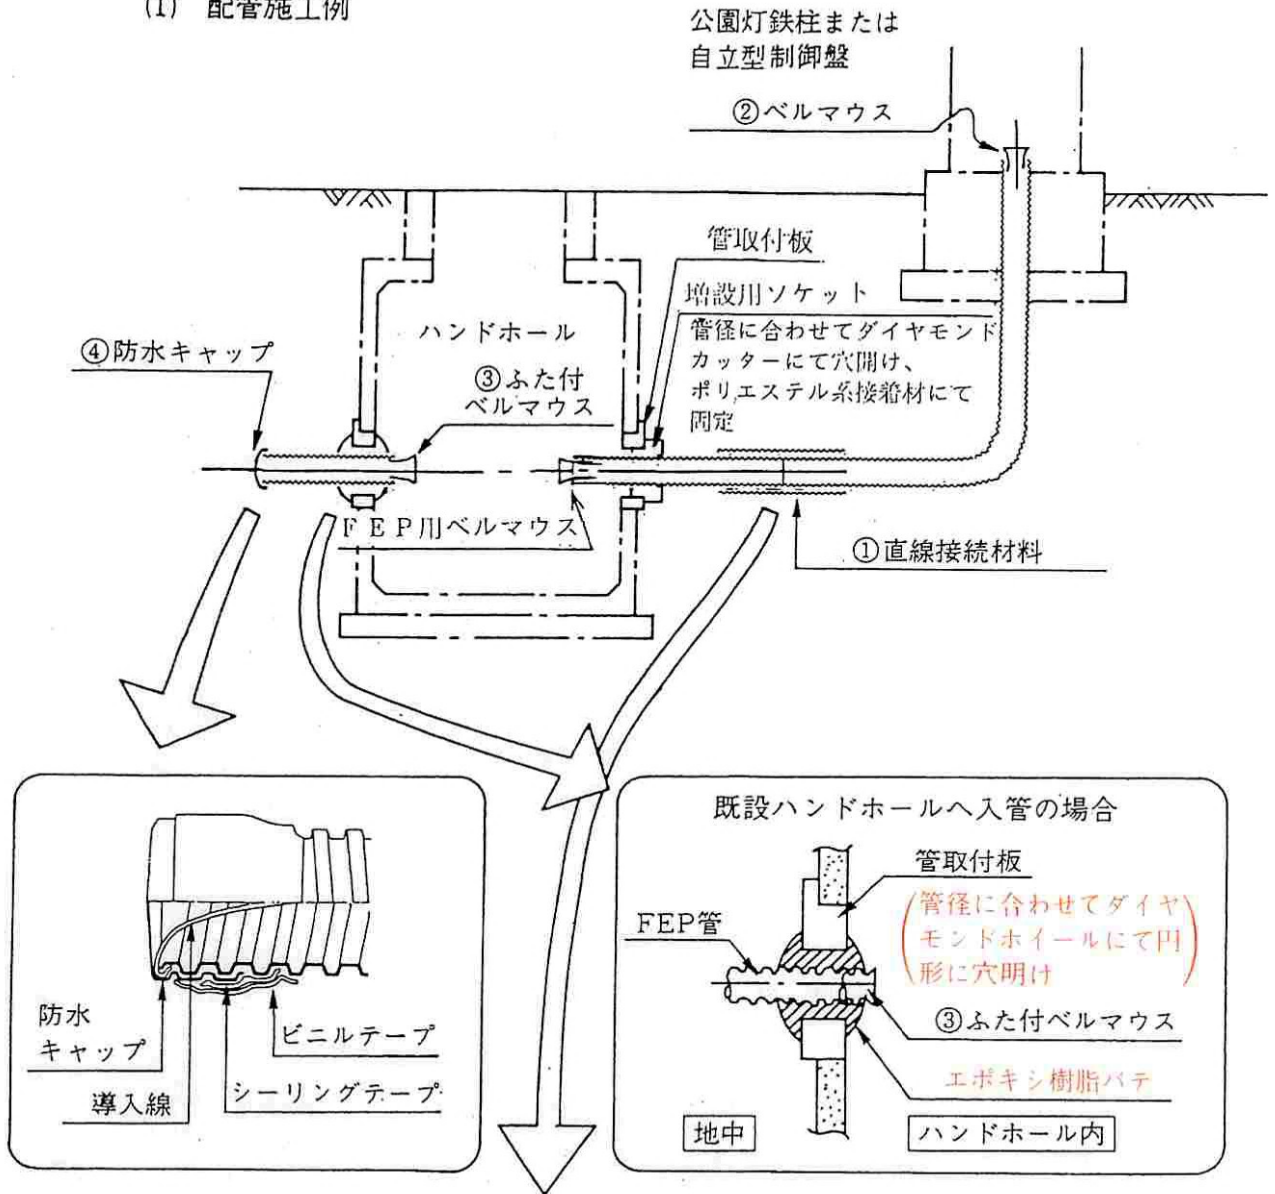 (1) 配管施工例
公園灯鉄柱または
自立型制御盤
②ベルマウス
管取付板
増設用ソケット
管径に合わせてダイヤモンド
カッターにて穴開け、
ポリエステル系接着材にて
固定
ハンドホール
④防水キャップ
③ふた付
ベルマウス
FEP用ベルマウス
①直線接続材料
防水
キャップ
導入線
ビニルテープ
シーリングテープ
既設ハンドホールへ入管の場合
管取付板
(管径に合わせてダイヤ
モンドホイールにて円
形に穴明け)
FEP管
③ふた付ベルマウス
エポキシ樹脂パテ
地中
ハンドホール内